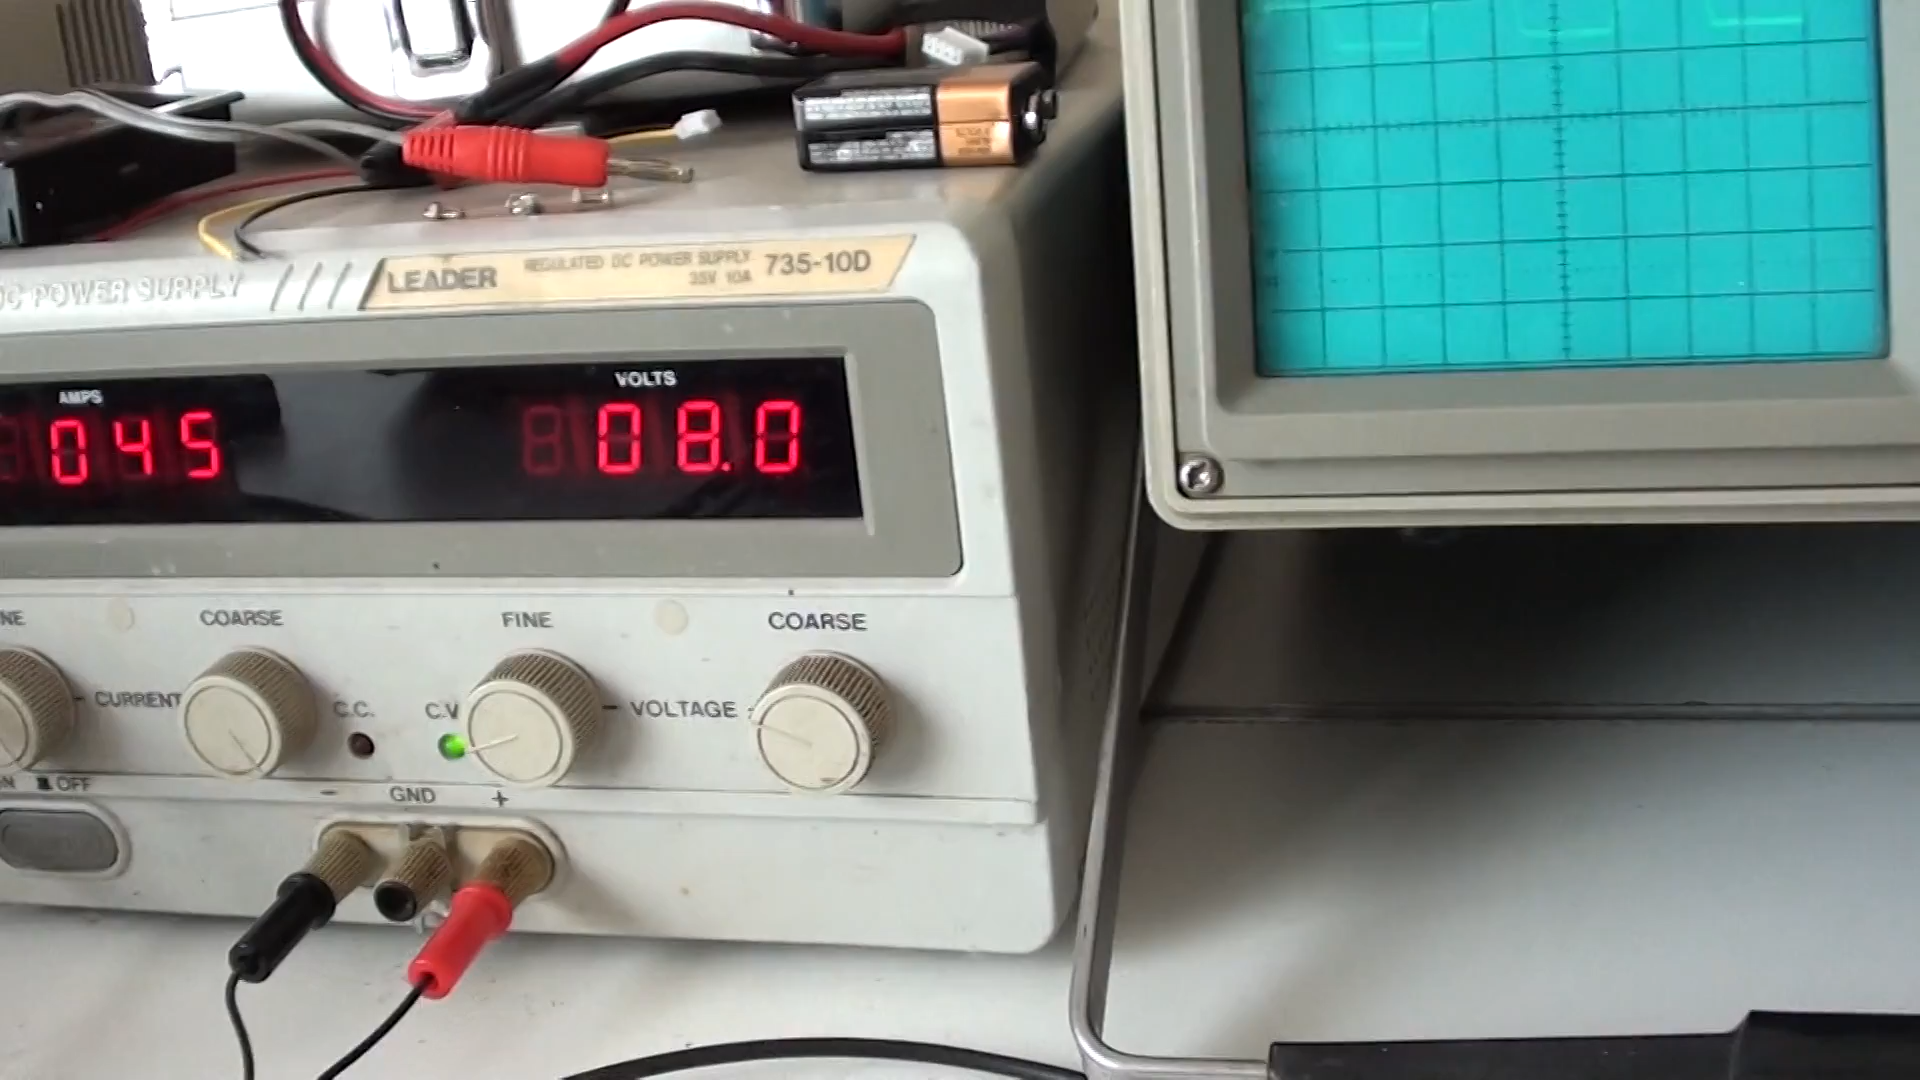 DC POWER SUPPLY
LEADER
REGULATED DC POWER SUPPLY
35V 10A
735-10D
AMPS
045
VOLTS
08.0
NE
COARSE
FINE
COARSE
CURRENT
C.C.
C.V
VOLTAGE
N
OFF
−
GND
+